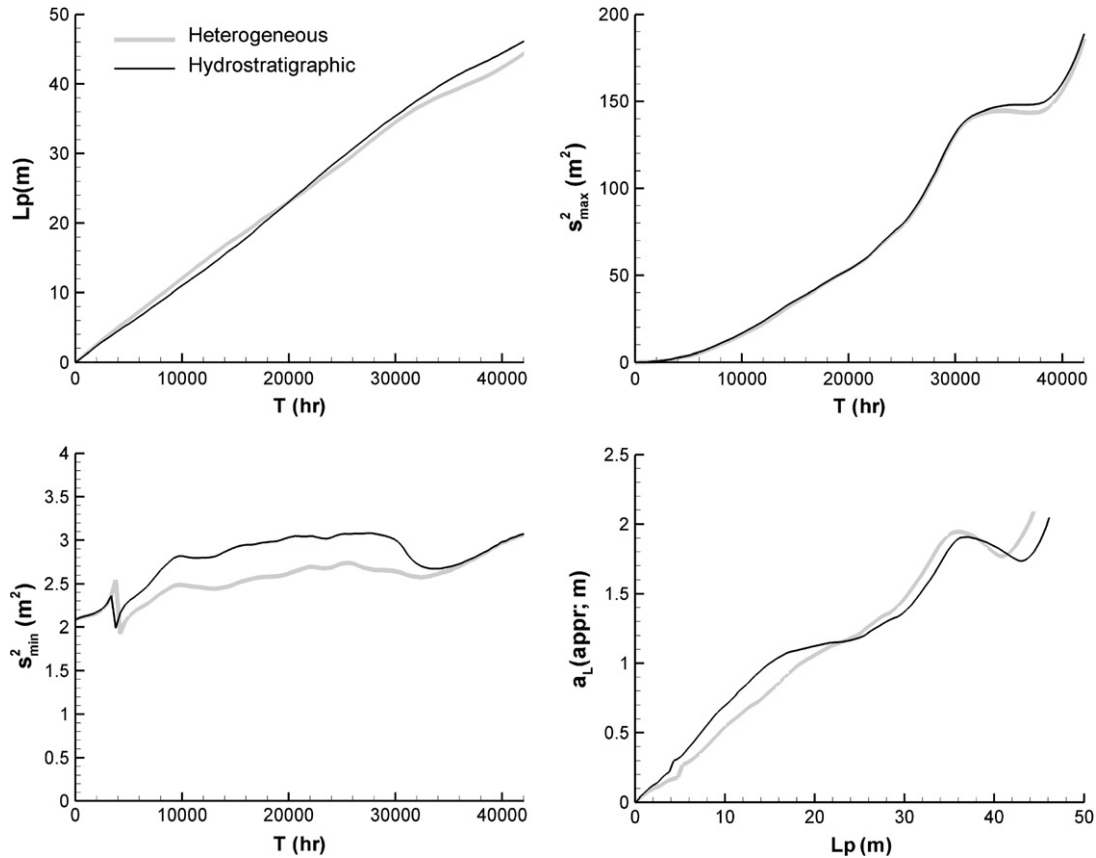 50
40
30
20
10
0
Lp(m)
Heterogeneous
Hydrostratigraphic
0 10000 20000 30000 40000
T (hr)
200
150
100
50
0
s²max (m²)
0 10000 20000 30000 40000
T (hr)
4
3.5
3
2.5
2
1.5
1
0.5
0
s²min (m²)
0 10000 20000 30000 40000
T (hr)
2.5
2
1.5
1
0.5
0
aL(appr; m)
0 10 20 30 40 50
Lp (m)